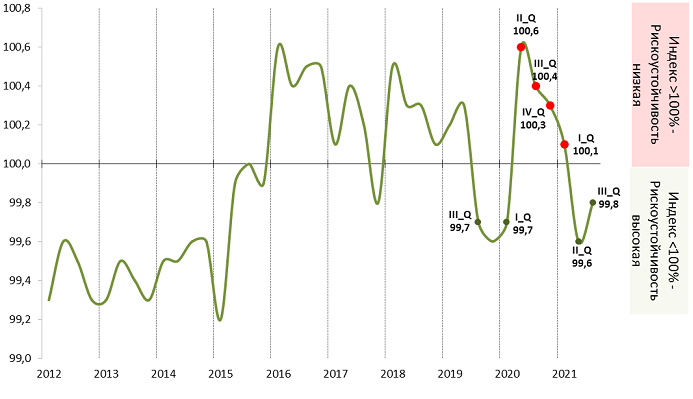 100,8
100,6
100,4
100,2
100,0
99,8
99,6
99,4
99,2
99,0
2012
2013
2014
2015
2016
2017
2018
2019
2020
2021
III_Q
99,7
I_Q
99,7
II_Q
100,6
III_Q
100,4
IV_Q
100,3
I_Q
100,1
II_Q
99,6
III_Q
99,8
Индекс >100% -
Рискоустойчивость
низкая
Индекс <100% -
Рискоустойчивость
высокая